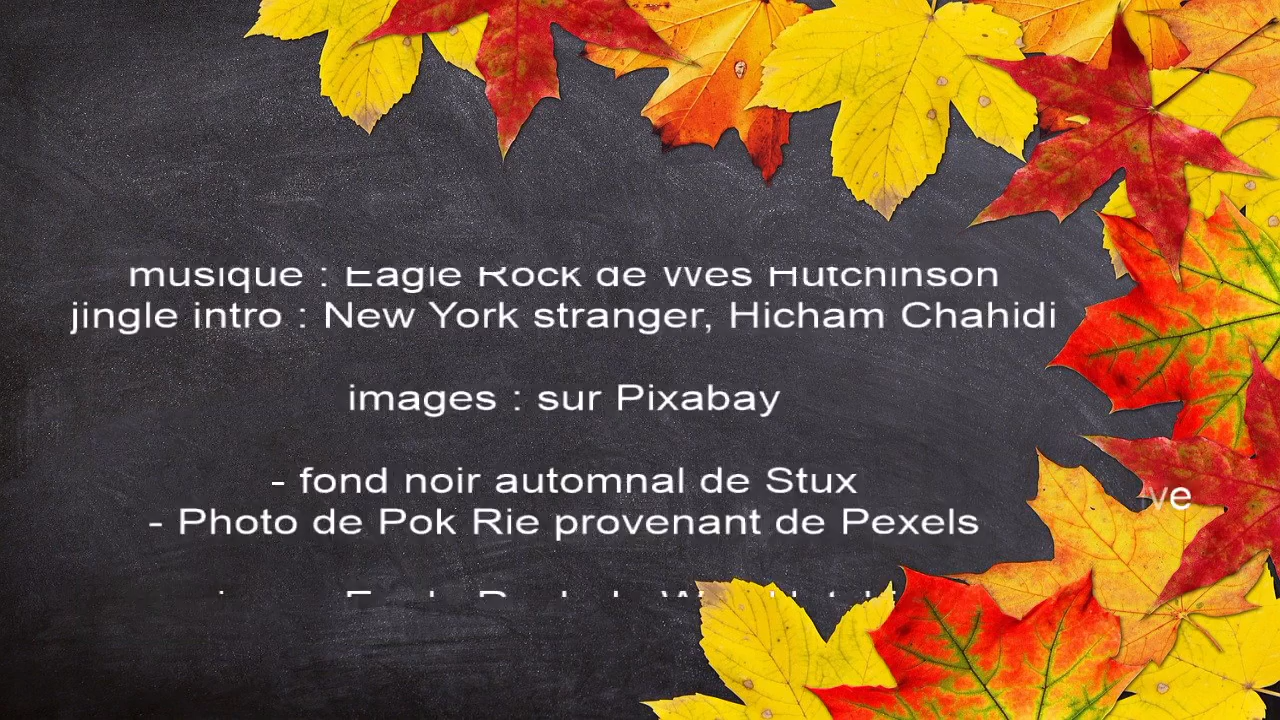 musique : Eagle Rock de Wes Hutchinson
jingle intro : New York stranger, Hicham Chahidi
images : sur Pixabay
- fond noir automnal de Stux
- Photo de Pok Rie provenant de Pexels